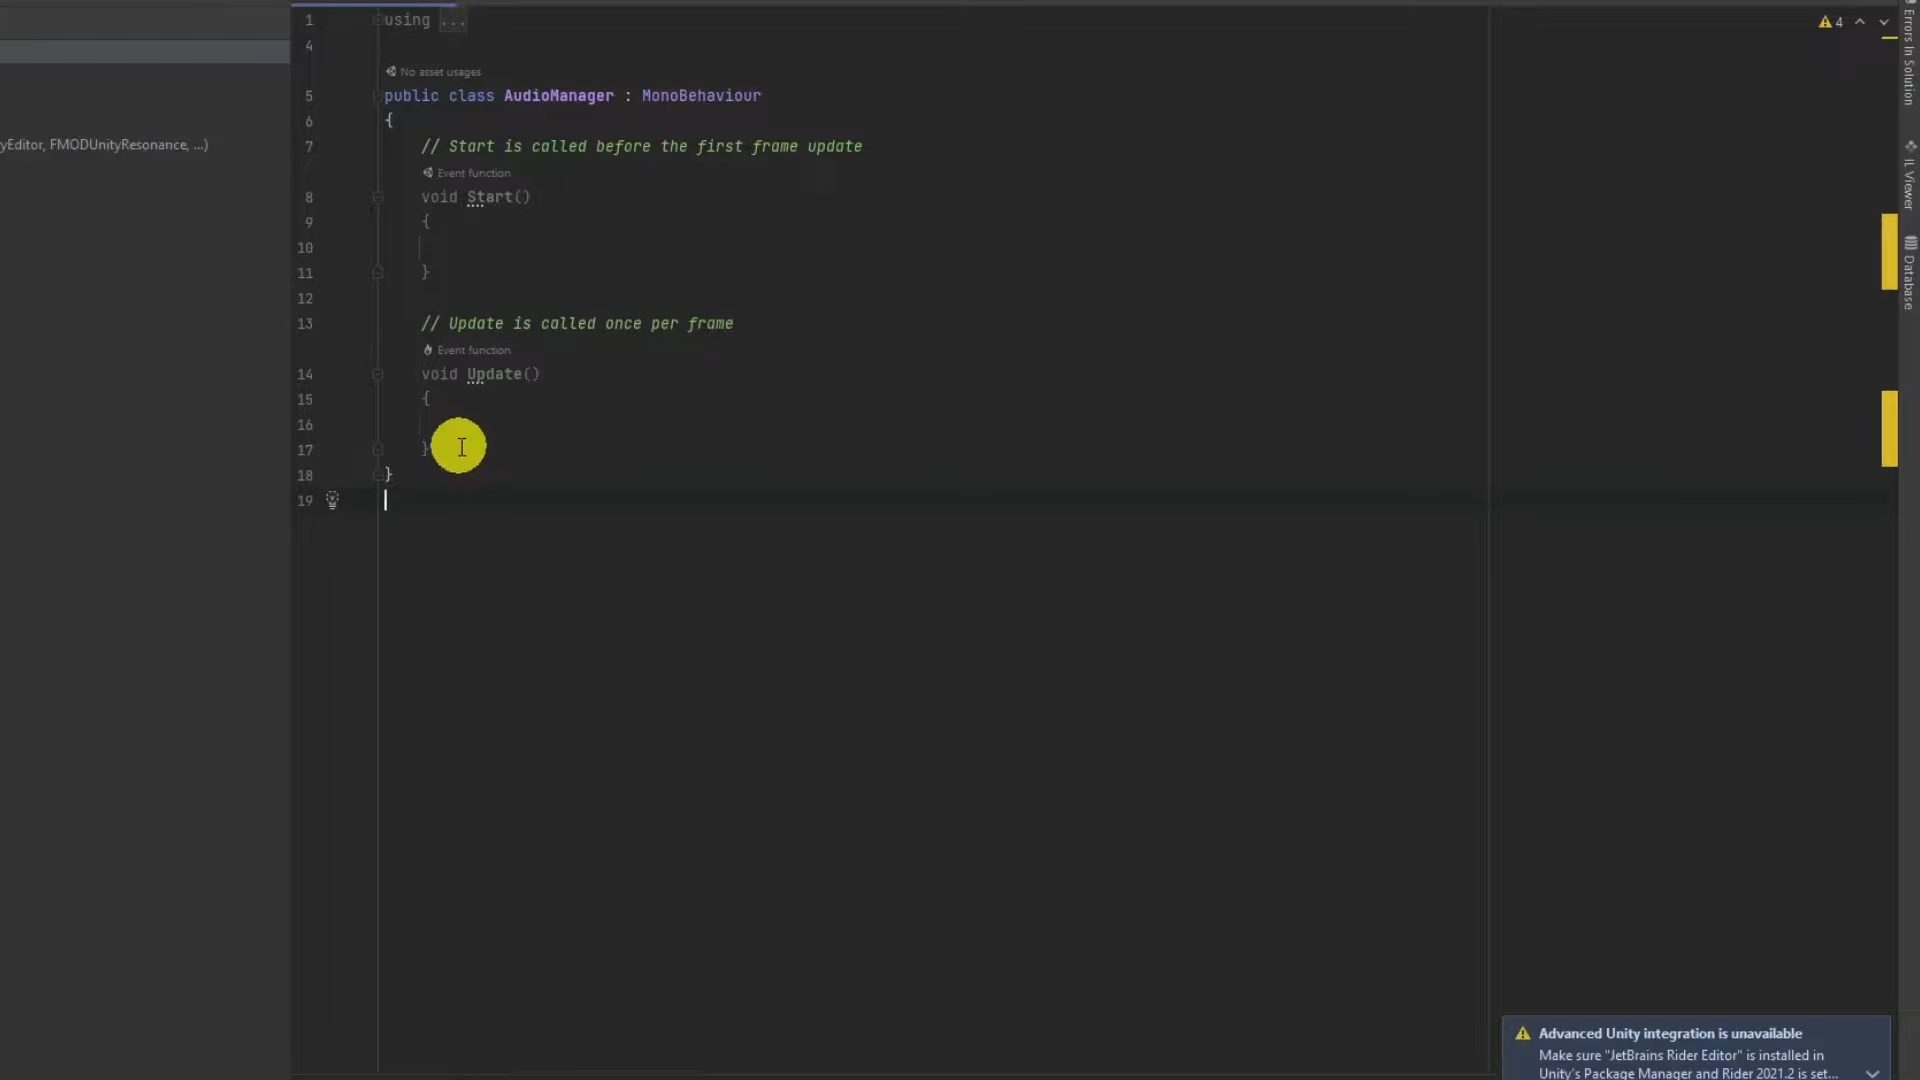 1 using ...
4
No asset usages
5 public class AudioManager : MonoBehaviour
6 {
7 // Start is called before the first frame update
Event function
8 void Start()
9 {
10
11 }
12
13 // Update is called once per frame
Event function
14 void Update()
15 {
16
17 }
18 }
19
yEditor, FMODUnityResonance, ...)
4
Errors In Solution
IL Viewer
Database
Advanced Unity integration is unavailable
Make sure "JetBrains Rider Editor" is installed in
Unity's Package Manager and Rider 2021.2 is set...